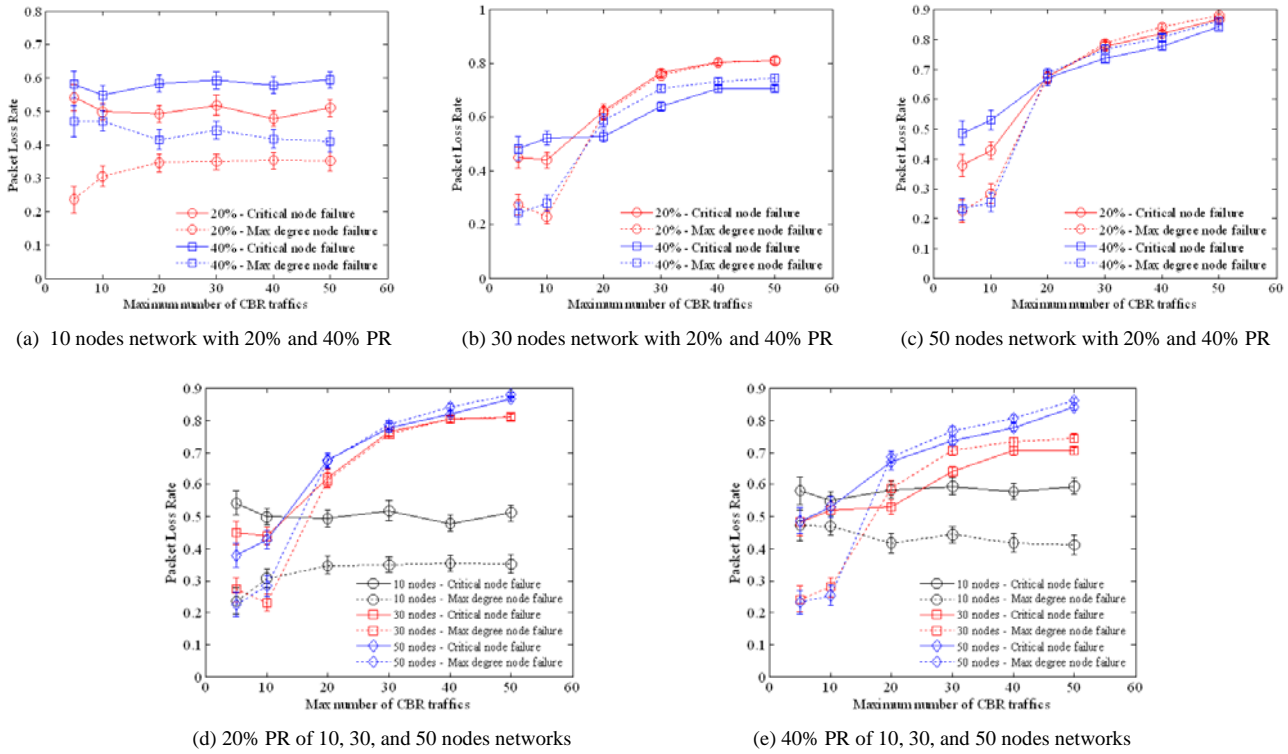 0.8
0.7
0.6
0.5
0.4
0.3
0.2
0.1
0
0 10 20 30 40 50 60
Packet Loss Rate
Maximum number of CBR traffics
20% - Critical node failure
20% - Max degree node failure
40% - Critical node failure
40% - Max degree node failure
(a) 10 nodes network with 20% and 40% PR
1
0.8
0.6
0.4
0.2
0
0 10 20 30 40 50 60
Packet Loss Rate
Maximum number of CBR traffics
20% - Critical node failure
20% - Max degree node failure
40% - Critical node failure
40% - Max degree node failure
(b) 30 nodes network with 20% and 40% PR
0.9
0.8
0.7
0.6
0.5
0.4
0.3
0.2
0.1
0
0 10 20 30 40 50 60
Packet Loss Rate
Maximum number of CBR traffics
20% - Critical node failure
20% - Max degree node failure
40% - Critical node failure
40% - Max degree node failure
(c) 50 nodes network with 20% and 40% PR
0.9
0.8
0.7
0.6
0.5
0.4
0.3
0.2
0.1
0
0 10 20 30 40 50 60
Packet Loss Rate
Max number of CBR traffics
10 nodes - Critical node failure
10 nodes - Max degree node failure
30 nodes - Critical node failure
30 nodes - Max degree node failure
50 nodes - Critical node failure
50 nodes - Max degree node failure
(d) 20% PR of 10, 30, and 50 nodes networks
0.9
0.8
0.7
0.6
0.5
0.4
0.3
0.2
0.1
0
0 10 20 30 40 50 60
Packet Loss Rate
Maximum number of CBR traffics
10 nodes - Critical node failure
10 nodes - Max degree node failure
30 nodes - Critical node failure
30 nodes - Max degree node failure
50 nodes - Critical node failure
50 nodes - Max degree node failure
(e) 40% PR of 10, 30, and 50 nodes networks